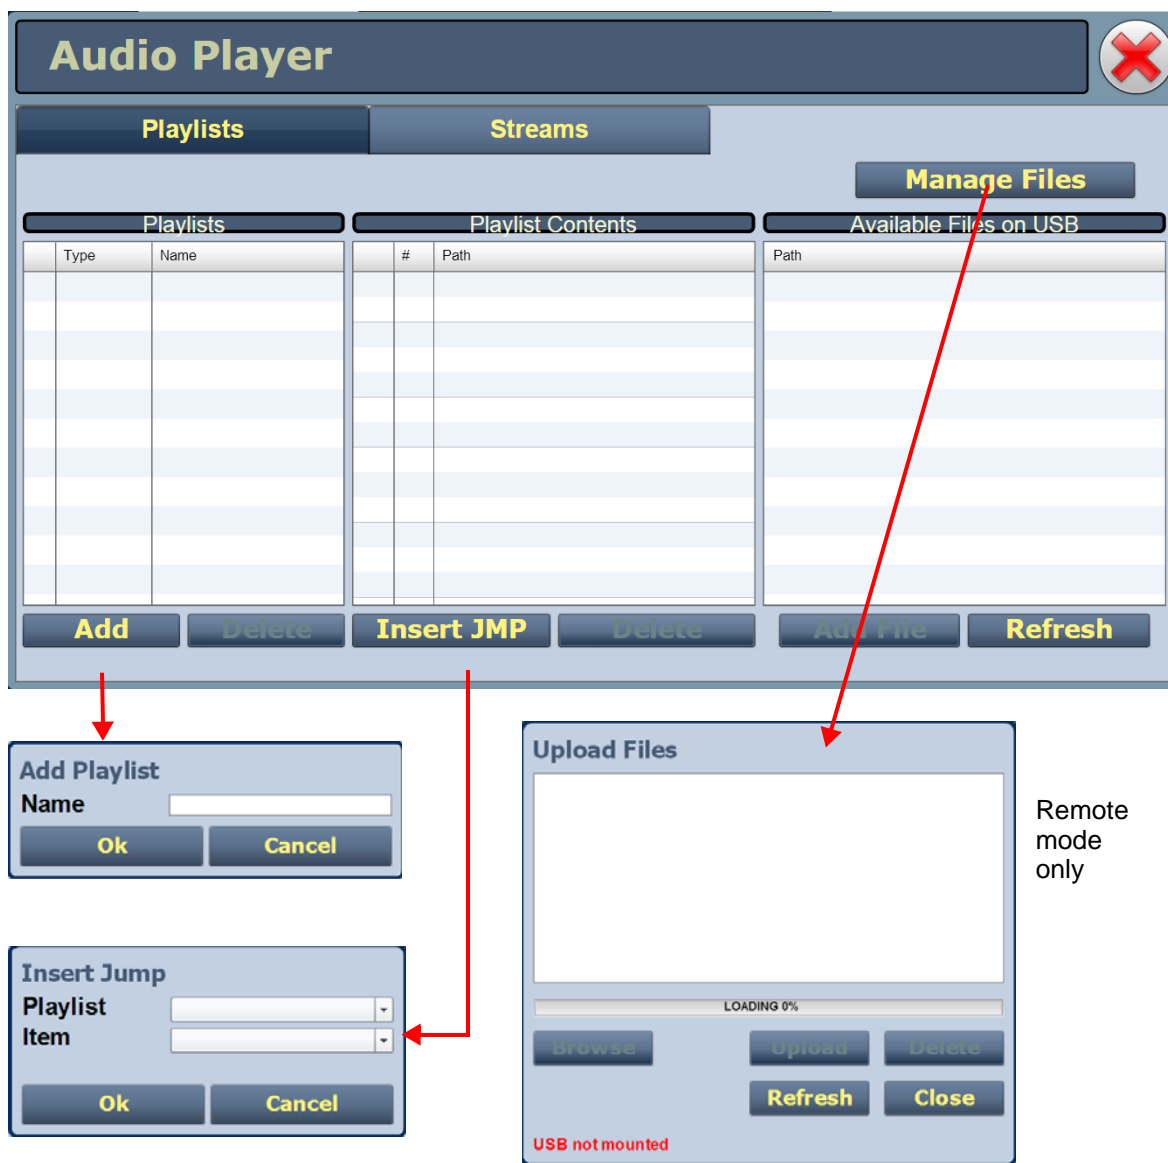 Audio Player
Playlists
Streams
Manage Files
Playlists
Playlist Contents
Available Files on USB
Type Name
# Path
Path
Add
Delete
Insert JMP
Delete
Add File
Refresh
Add Playlist
Name
Ok
Cancel
Insert Jump
Playlist
Item
Ok
Cancel
Upload Files
LOADING 0%
Browse
Upload
Delete
Refresh
Close
USB not mounted
Remote
mode
only